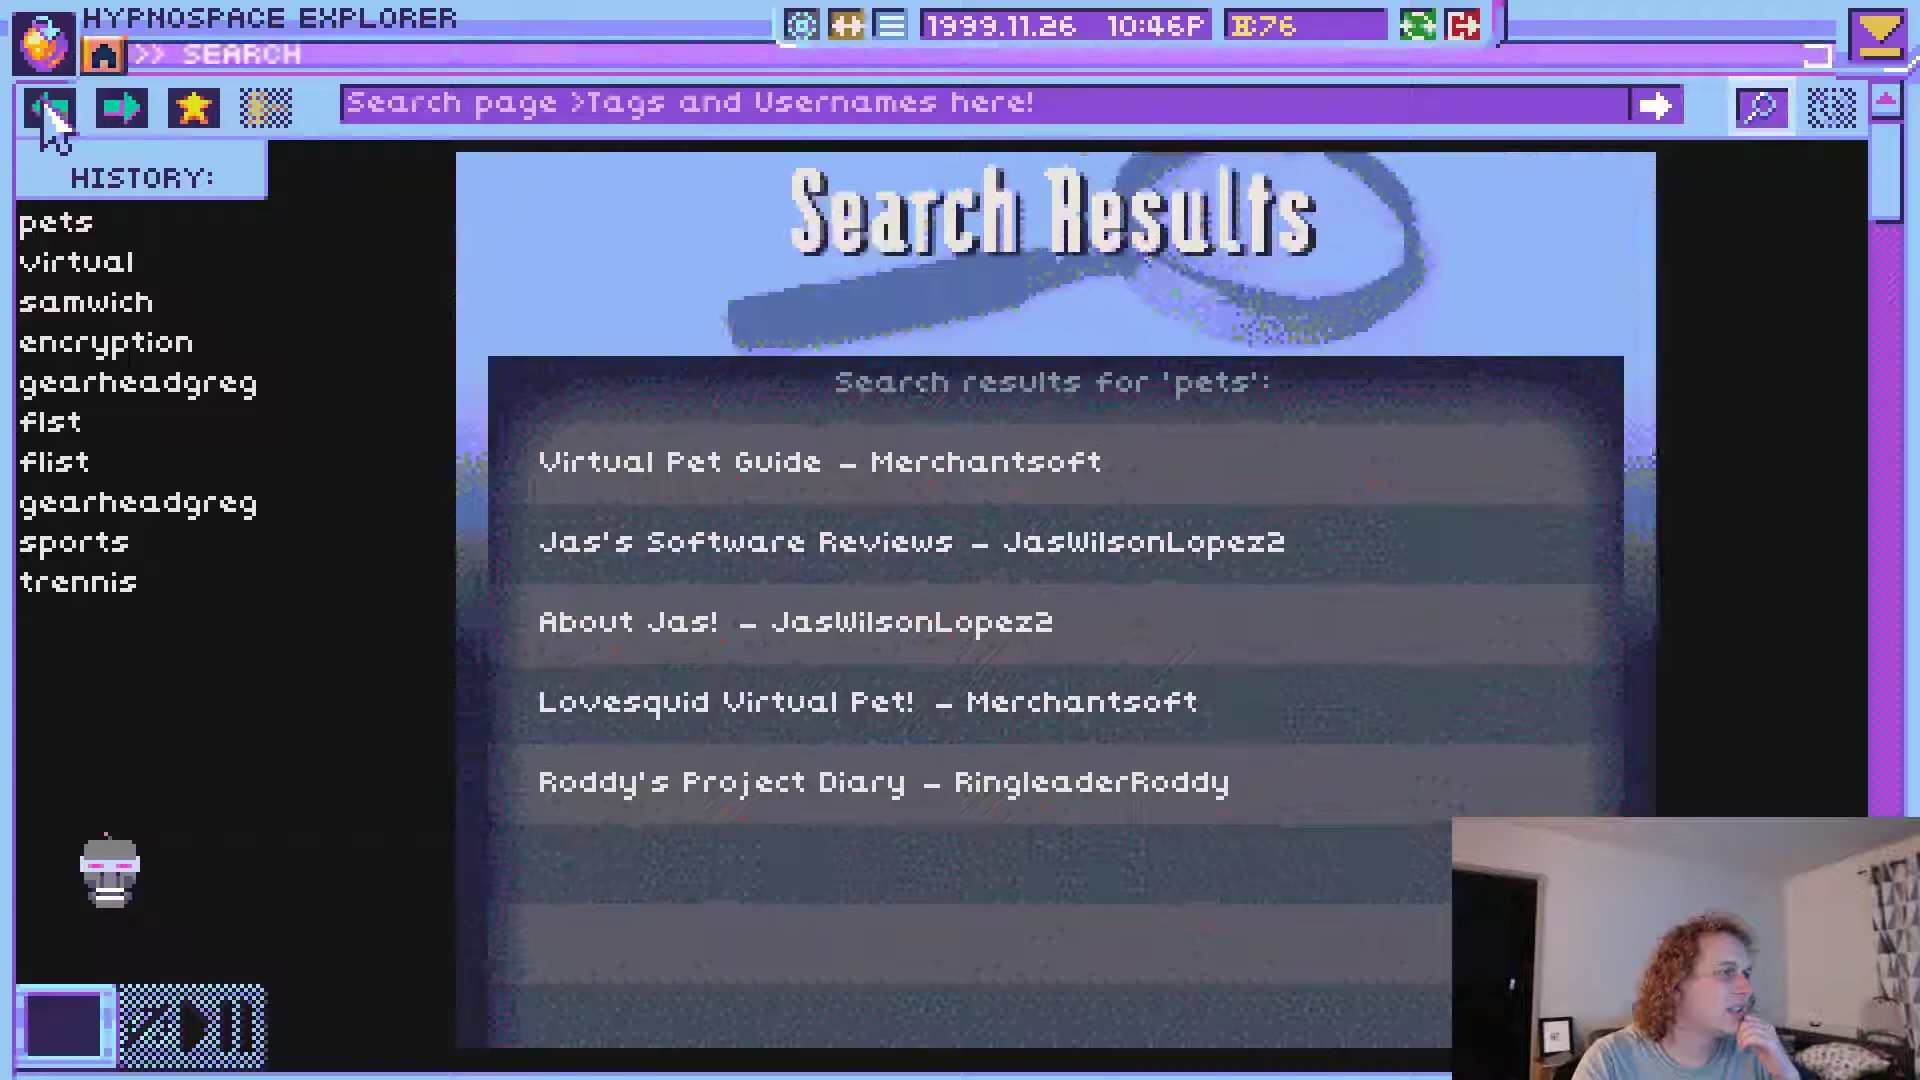 HYPNOSPACE EXPLORER
1999.11.26 10:46P
76
>> SEARCH
Search page >Tags and Usernames here!
HISTORY:
pets
virtual
samwich
encryption
gearheadgreg
flst
flist
gearheadgreg
sports
trennis
Search Results
Search results for 'pets':
Virtual Pet Guide - Merchantsoft
Jas's Software Reviews - JasWilsonLopez2
About Jas! - JasWilsonLopez2
Lovesquid Virtual Pet! - Merchantsoft
Roddy's Project Diary - RingleaderRoddy